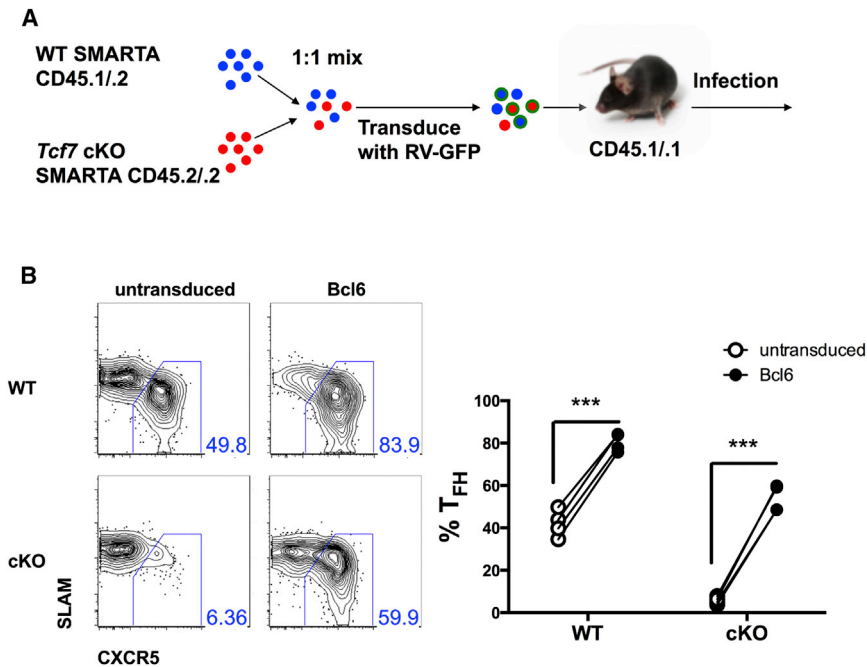 A
WT SMARTA
CD45.1/.2
1:1 mix
Tcf7 cKO
SMARTA CD45.2/.2
Transduce
with RV-GFP
CD45.1/.1
Infection
B
untransduced
Bcl6
WT
49.8
83.9
cKO
6.36
59.9
SLAM
CXCR5
untransduced
Bcl6
% TFH
100
80
60
40
20
0
***
***
WT
cKO